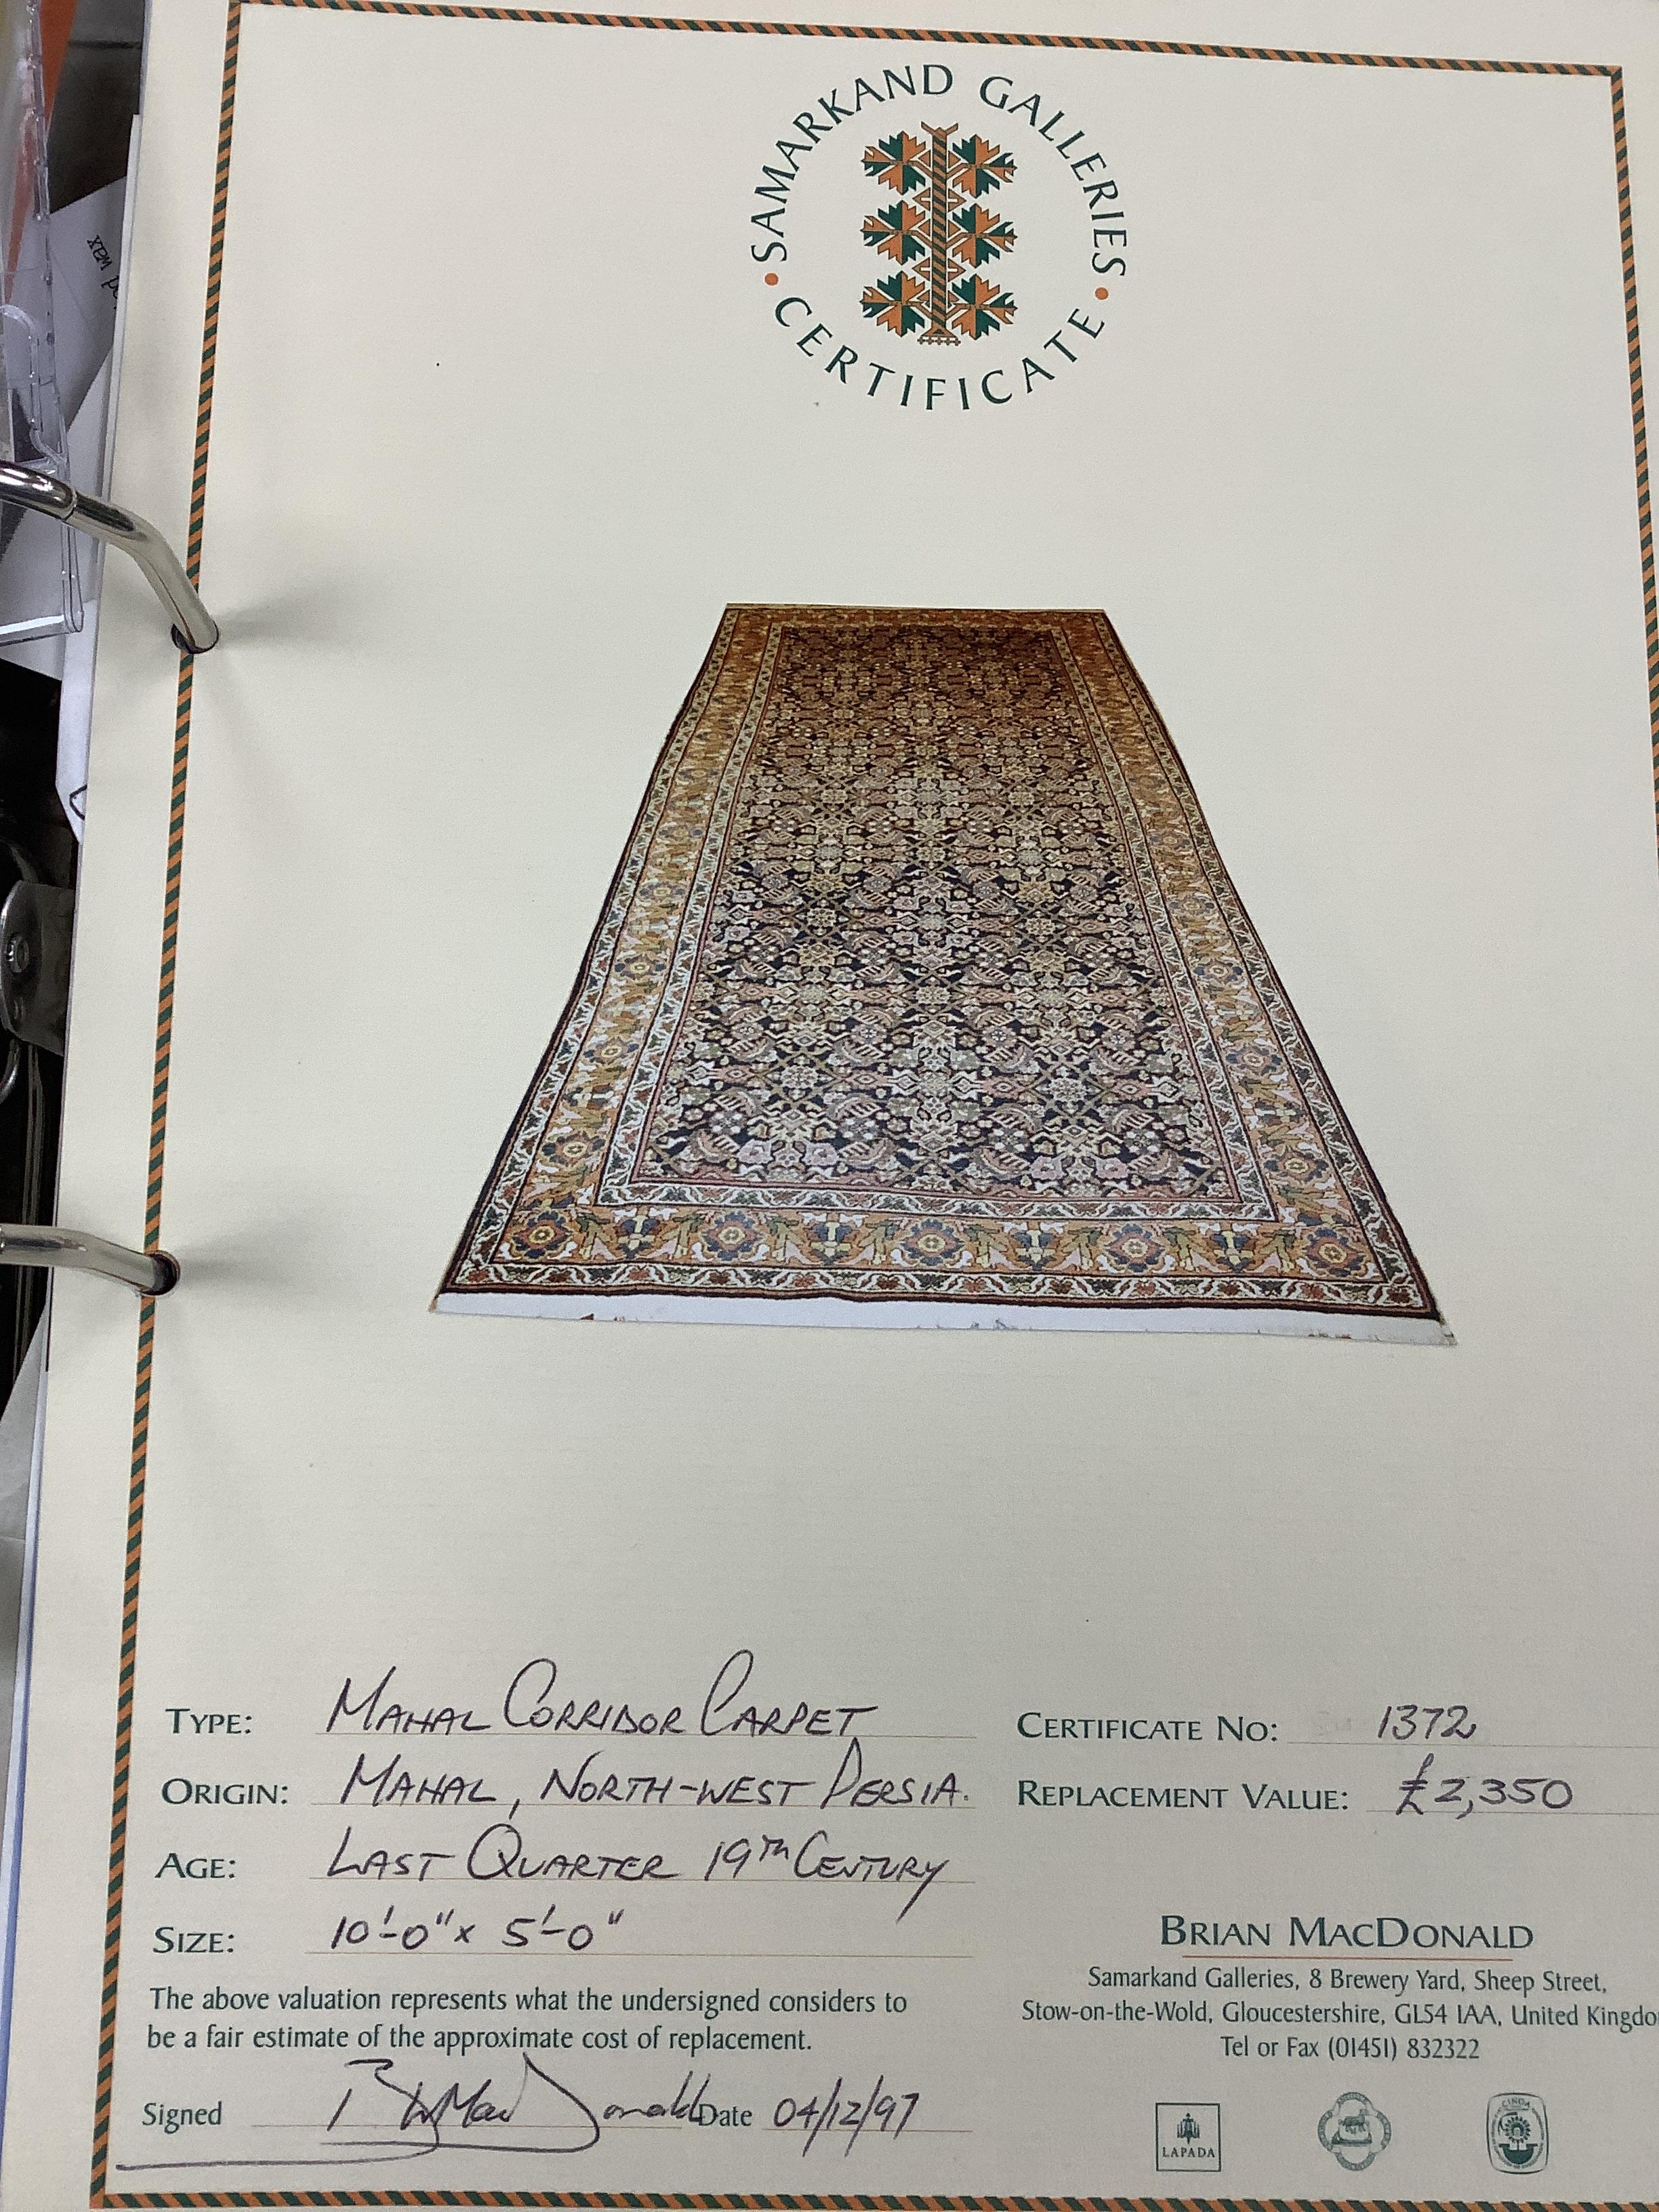 SAMARKAND GALLERIES
CERTIFICATE
TYPE: MAHAL CORRIDOR CARPET
ORIGIN: MAHAL, NORTH-WEST PERSIA.
AGE: LAST QUARTER 19TH CENTURY
SIZE: 10'-0" x 5'-0"
The above valuation represents what the undersigned considers to
be a fair estimate of the approximate cost of replacement.
Signed B W MacDonald Date 04/12/97
CERTIFICATE NO: 1372
REPLACEMENT VALUE: £2,350
BRIAN MACDONALD
Samarkand Galleries, 8 Brewery Yard, Sheep Street,
Stow-on-the-Wold, Gloucestershire, GL54 1AA, United Kingdo
Tel or Fax (01451) 832322
LAPADA
CINOA
wax